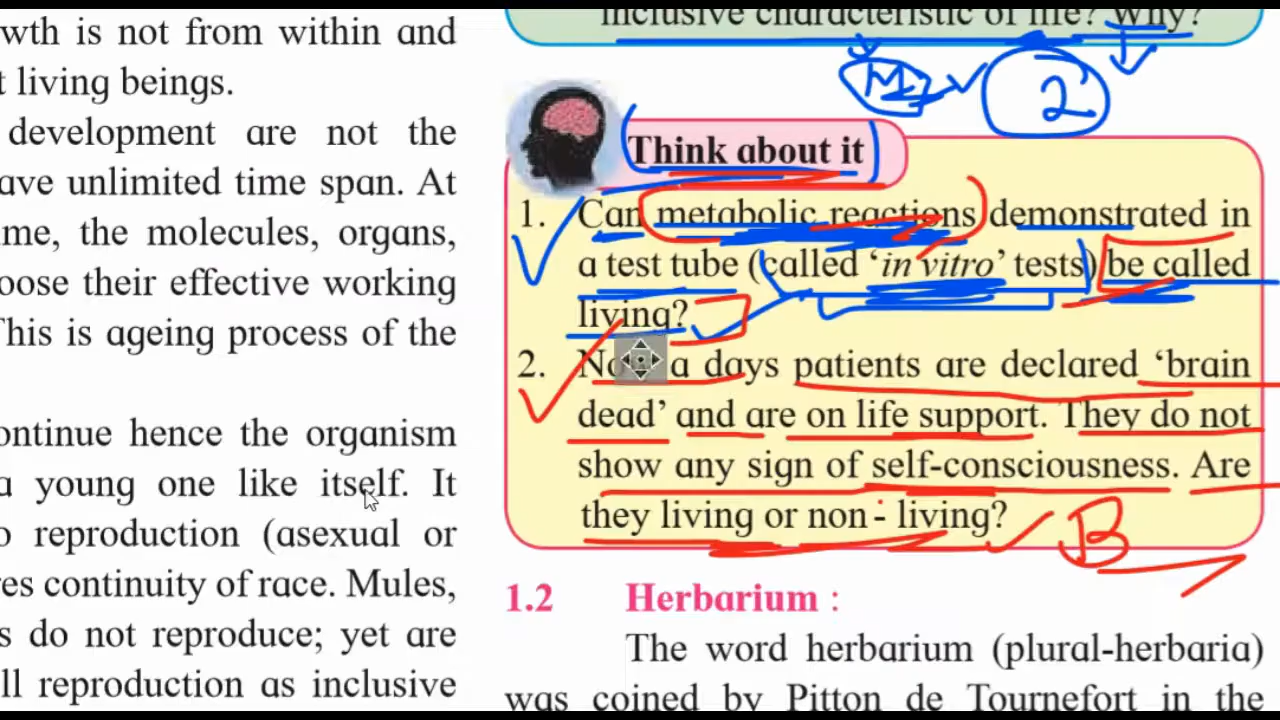 wth is not from within and
t living beings.
development are not the
ave unlimited time span. At
me, the molecules, organs,
oose their effective working
This is ageing process of the
ontinue hence the organism
a young one like itself. It
o reproduction (asexual or
res continuity of race. Mules,
s do not reproduce; yet are
ll reproduction as inclusive
inclusive characteristic of life? Why?
M
2
Think about it
1. Can metabolic reactions demonstrated in
a test tube (called ‘in vitro’ tests) be called
living?
2. Now a days patients are declared ‘brain
dead’ and are on life support. They do not
show any sign of self-consciousness. Are
they living or non - living?
B
1.2 Herbarium :
The word herbarium (plural-herbaria)
was coined by Pitton de Tournefort in the